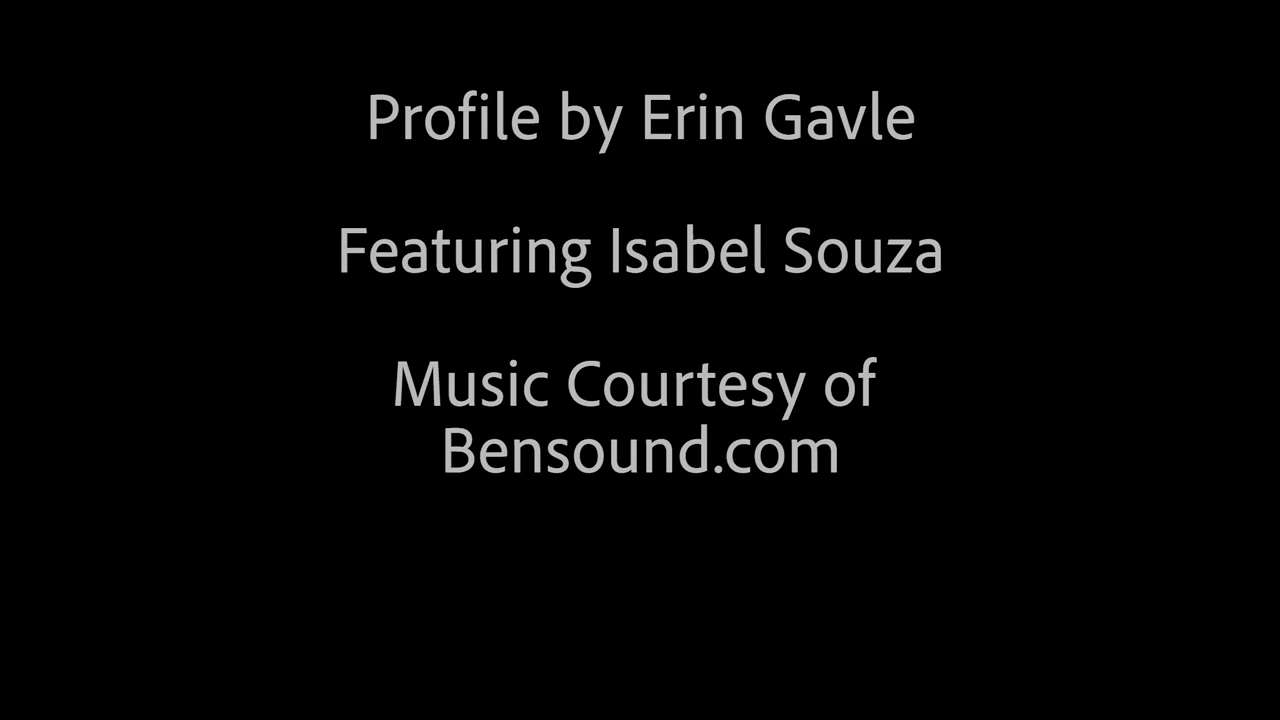 Profile by Erin Gavle
Featuring Isabel Souza
Music Courtesy of
Bensound.com